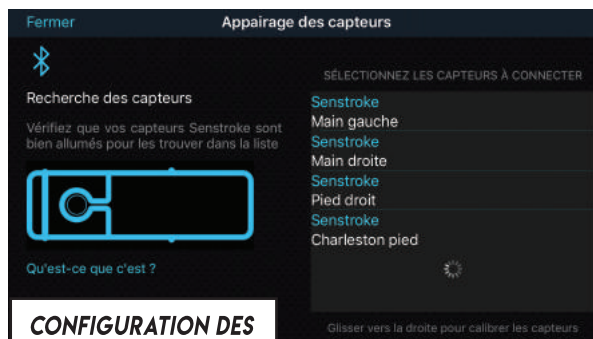 Fermer
Appairage des capteurs
Recherche des capteurs
Vérifiez que vos capteurs Senstroke sont
bien allumés pour les trouver dans la liste
Qu'est-ce que c'est ?
SÉLECTIONNEZ LES CAPTEURS À CONNECTER
Senstroke
Main gauche
Senstroke
Main droite
Senstroke
Pied droit
Senstroke
Charleston pied
Glisser vers la droite pour calibrer les capteurs
CONFIGURATION DES